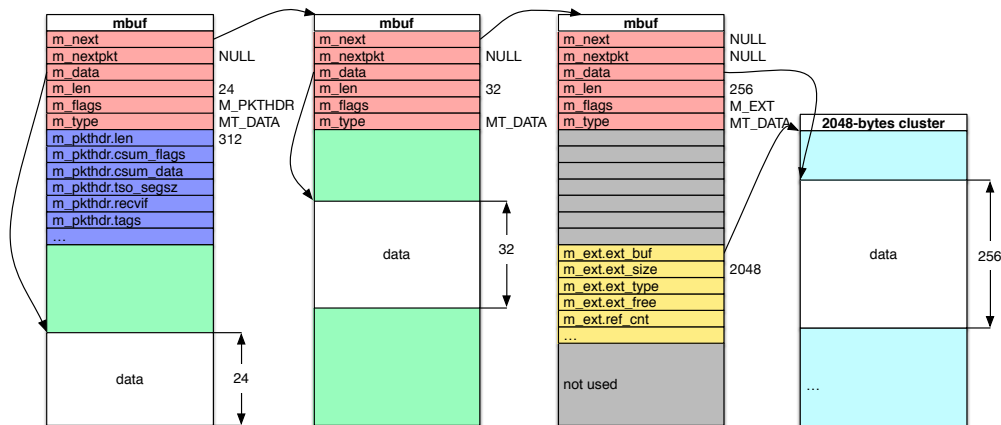 mbuf
m_next
m_nextpkt NULL
m_data
m_len 24
m_flags M_PKTHDR
m_type MT_DATA
m_pkthdr.len 312
m_pkthdr.csum_flags
m_pkthdr.csum_data
m_pkthdr.tso_segsz
m_pkthdr.recvif
m_pkthdr.tags
…
data
24
mbuf
m_next
m_nextpkt NULL
m_data
m_len 32
m_flags
m_type MT_DATA
data
32
mbuf
m_next NULL
m_nextpkt NULL
m_data
m_len 256
m_flags M_EXT
m_type MT_DATA
m_ext.ext_buf
m_ext.ext_size 2048
m_ext.ext_type
m_ext.ext_free
m_ext.ref_cnt
…
not used
2048-bytes cluster
data
256
…